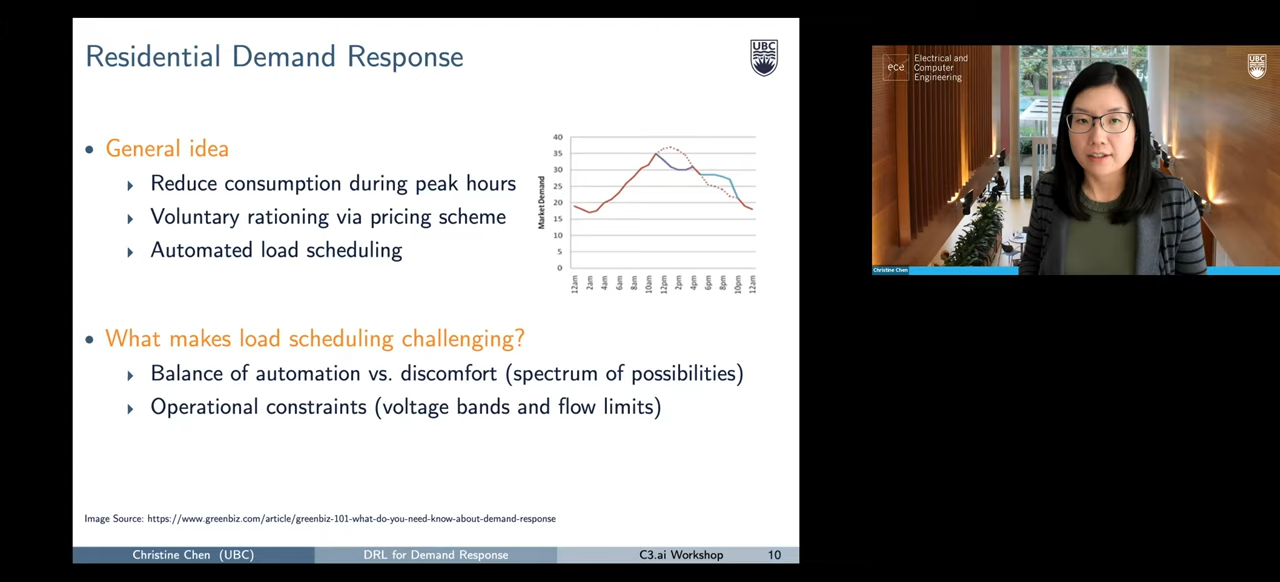 Residential Demand Response
UBC
General idea
Reduce consumption during peak hours
Voluntary rationing via pricing scheme
Automated load scheduling
Market Demand
40
35
30
25
20
15
10
5
0
12am
2am
4am
6am
8am
10am
12pm
2pm
4pm
6pm
8pm
10pm
12am
What makes load scheduling challenging?
Balance of automation vs. discomfort (spectrum of possibilities)
Operational constraints (voltage bands and flow limits)
Image Source: https://www.greenbiz.com/article/greenbiz-101-what-do-you-need-know-about-demand-response
Christine Chen (UBC)
DRL for Demand Response
C3.ai Workshop
10
ece
Electrical and
Computer
Engineering
UBC
Christine Chen